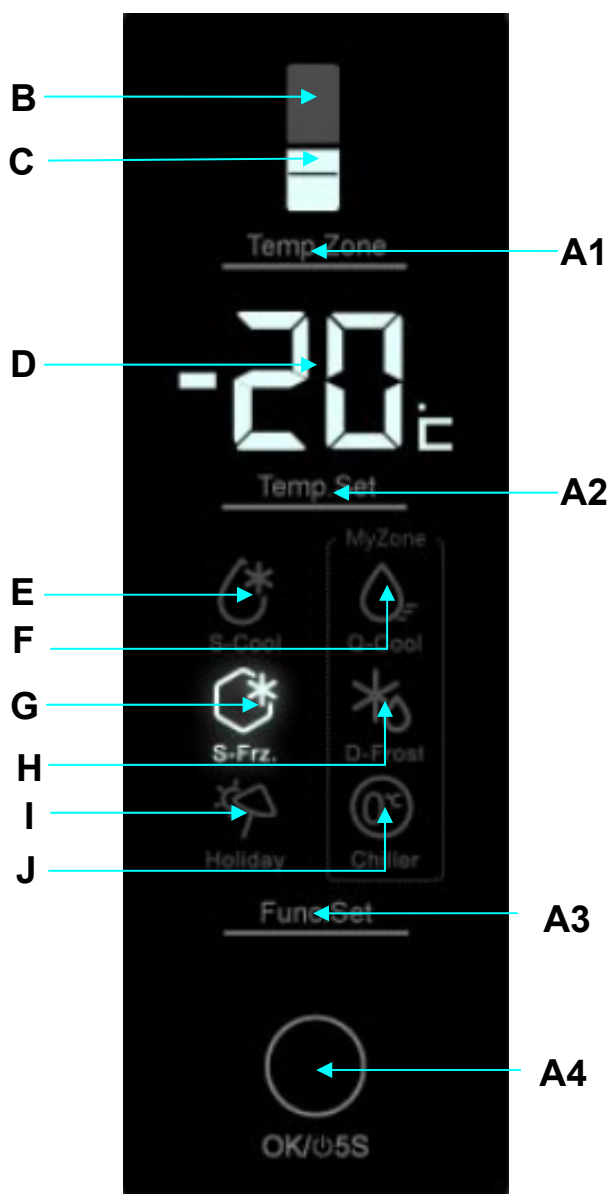 B
C
Temp Zone A1
D -20 °C
Temp Set A2
MyZone
E
F S-Cool Q-Cool
G
H S-Frz. D-Frost
I 0°C
J Holiday Chiller
Func Set A3
A4
OK/⏻5S